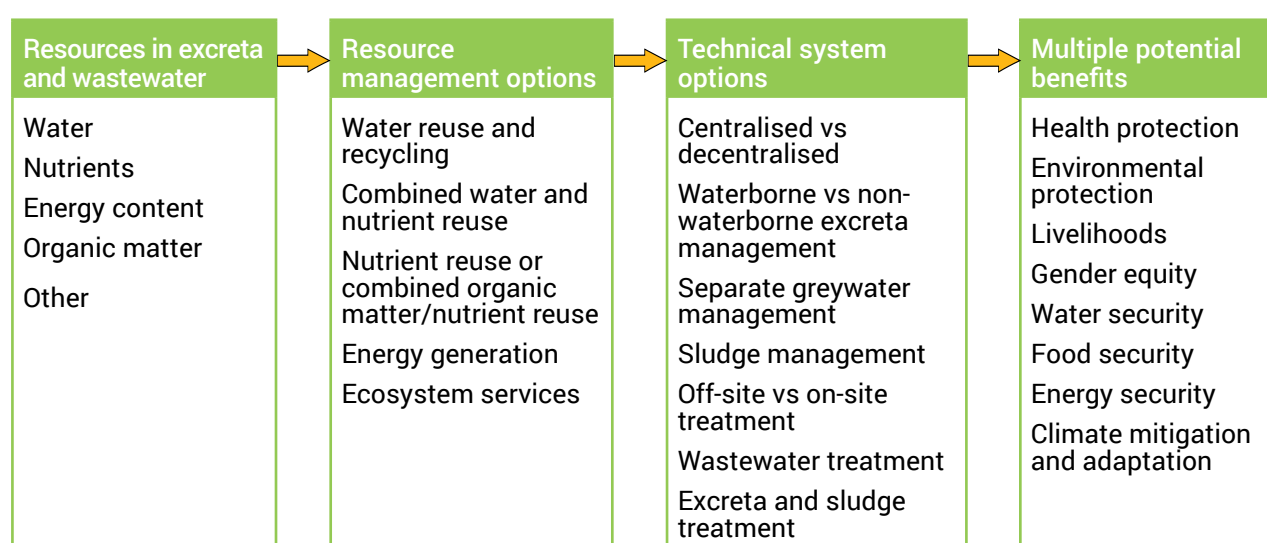 Resources in excreta
and wastewater
Water
Nutrients
Energy content
Organic matter
Other
Resource
management options
Water reuse and
recycling
Combined water and
nutrient reuse
Nutrient reuse or
combined organic
matter/nutrient reuse
Energy generation
Ecosystem services
Technical system
options
Centralised vs
decentralised
Waterborne vs non-
waterborne excreta
management
Separate greywater
management
Sludge management
Off-site vs on-site
treatment
Wastewater treatment
Excreta and sludge
treatment
Multiple potential
benefits
Health protection
Environmental
protection
Livelihoods
Gender equity
Water security
Food security
Energy security
Climate mitigation
and adaptation